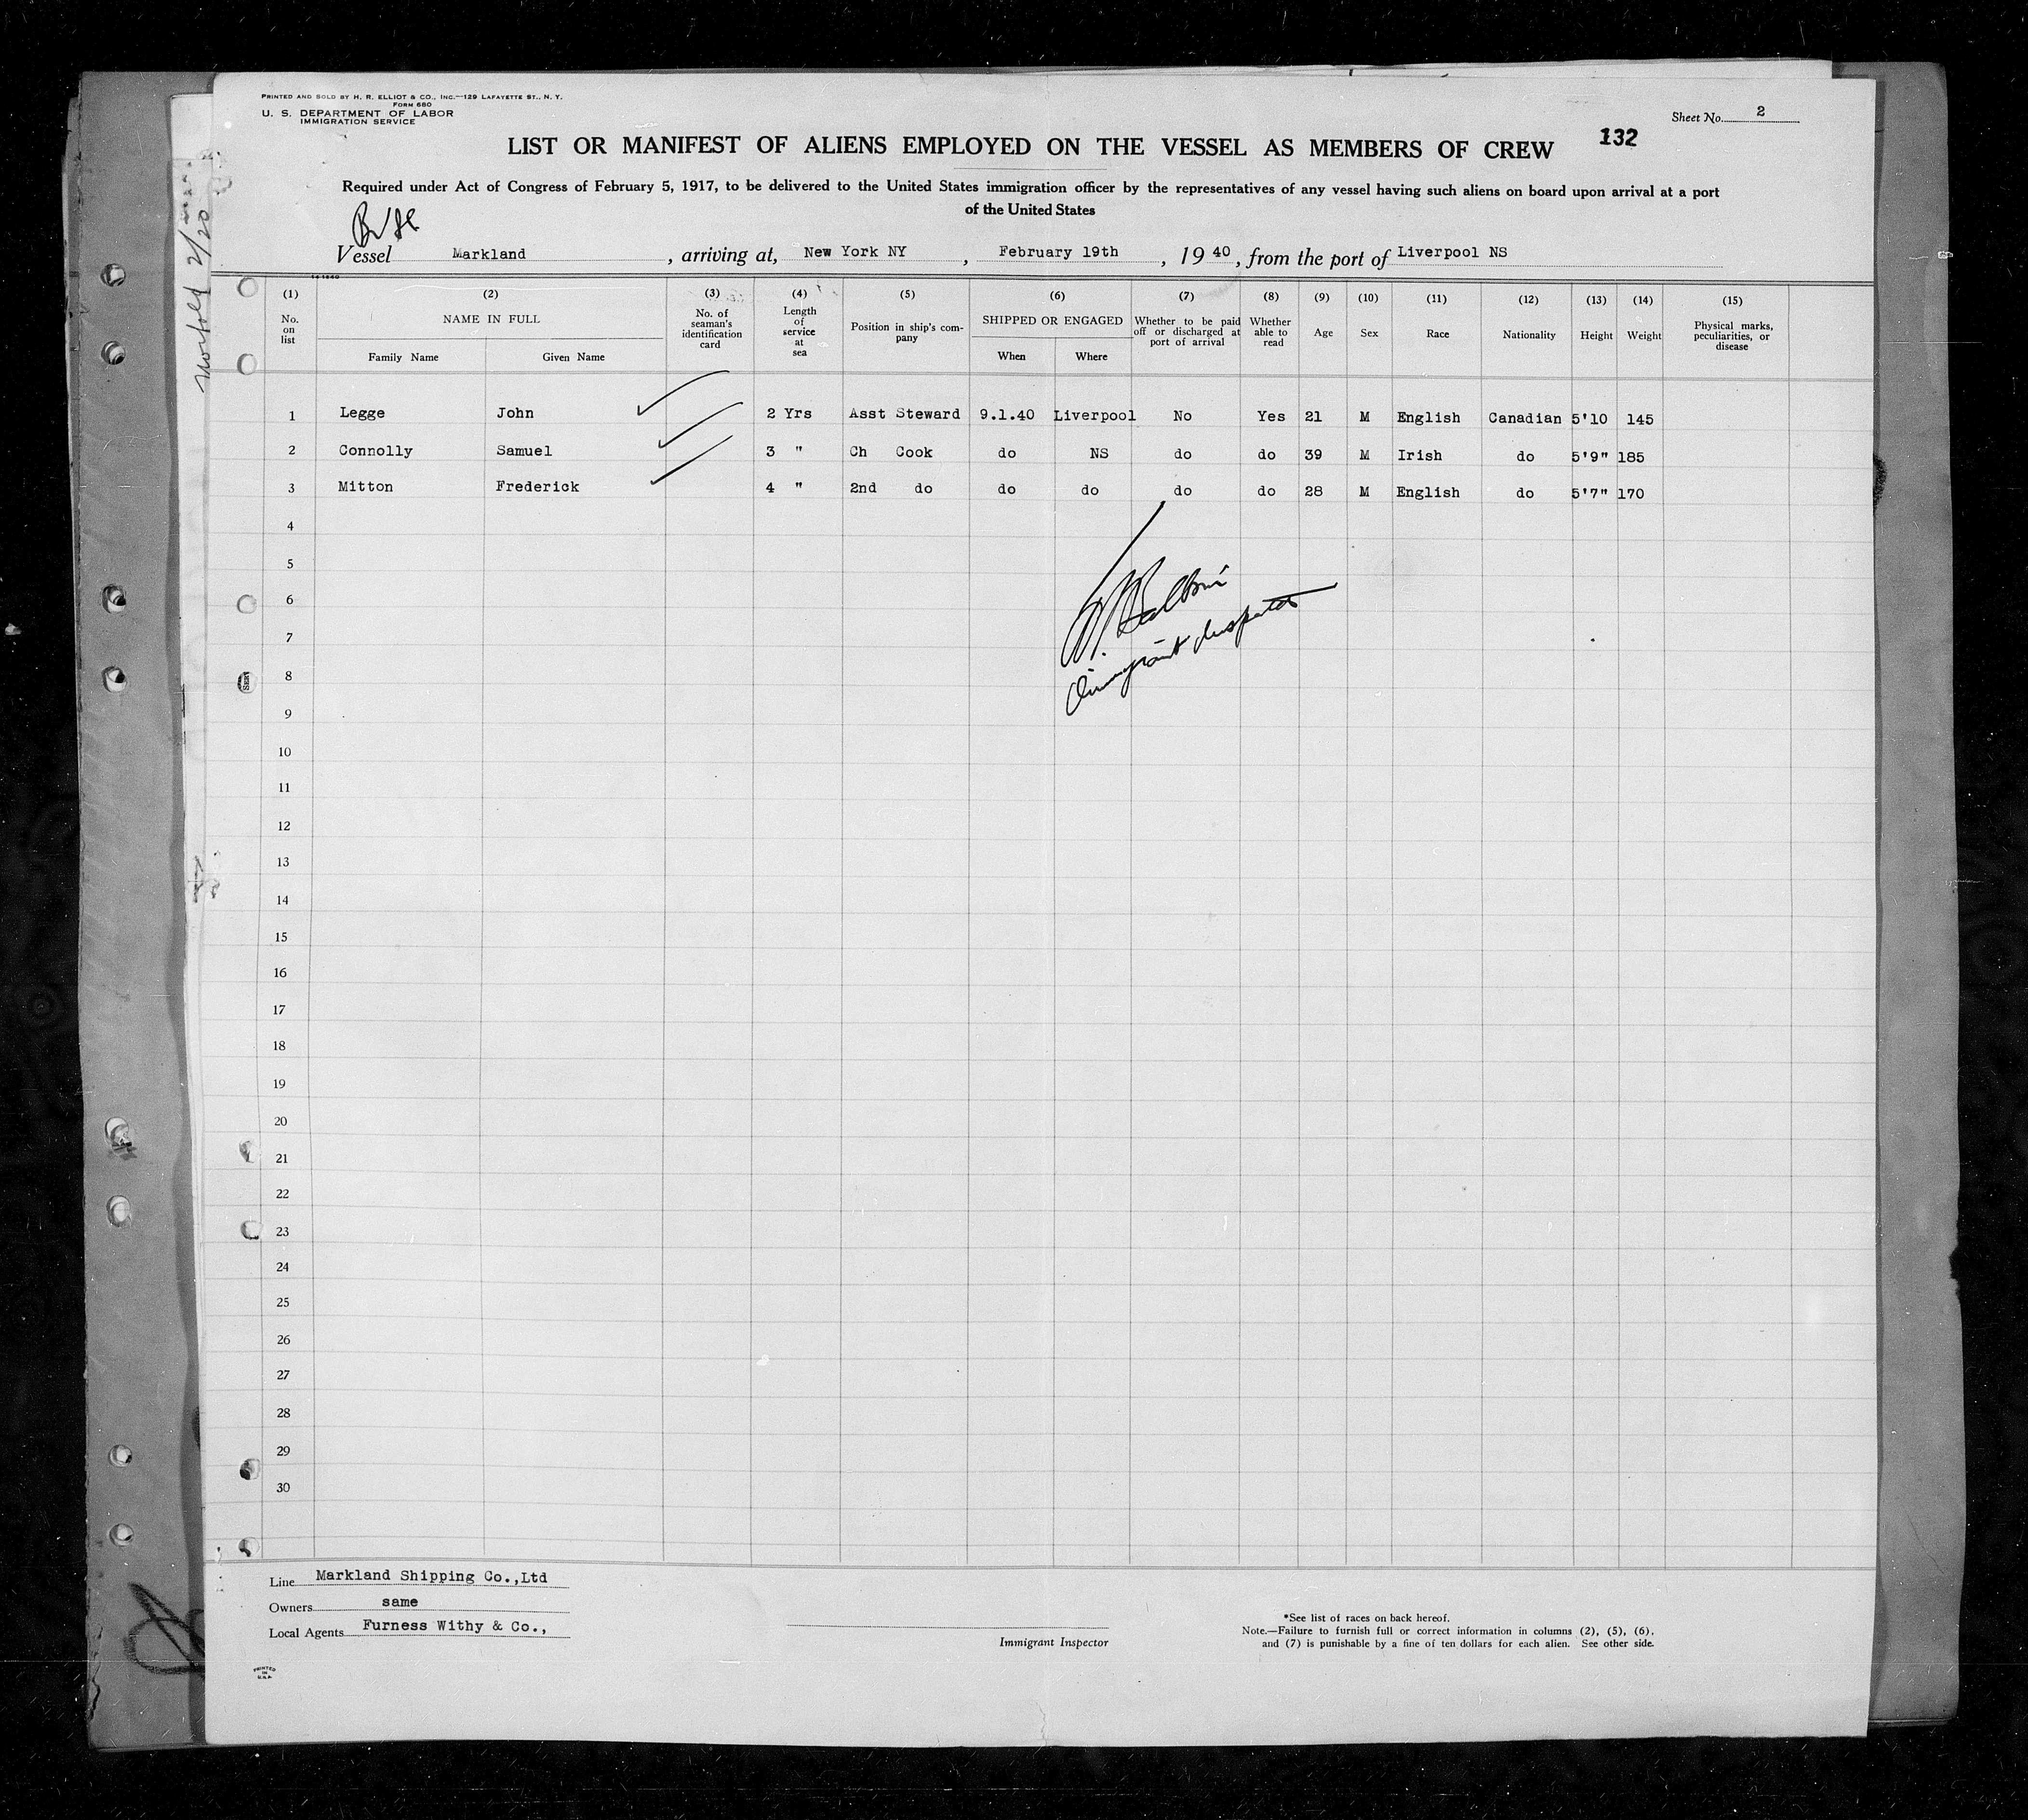 PRINTED AND SOLD BY H. R. ELLIOT & CO., INC.—129 LAFAYETTE ST., N. Y.
FORM 680
U. S. DEPARTMENT OF LABOR
IMMIGRATION SERVICE
Sheet No. 2
LIST OR MANIFEST OF ALIENS EMPLOYED ON THE VESSEL AS MEMBERS OF CREW 132
Required under Act of Congress of February 5, 1917, to be delivered to the United States immigration officer by the representatives of any vessel having such aliens on board upon arrival at a port
of the United States
Vessel Markland, arriving at, New York NY, February 19th, 19 40, from the port of Liverpool NS
(1) No. on list
(2) NAME IN FULL
Family Name Given Name
(3) No. of seaman's identification card
(4) Length of service at sea
(5) Position in ship's company
(6) SHIPPED OR ENGAGED
When Where
(7) Whether to be paid off or discharged at port of arrival
(8) Whether able to read
(9) Age
(10) Sex
(11) Race
(12) Nationality
(13) Height
(14) Weight
(15) Physical marks, peculiarities, or disease
1 Legge John 2 Yrs Asst Steward 9.1.40 Liverpool No Yes 21 M English Canadian 5'10 145
2 Connolly Samuel 3 " Ch Cook do NS do do 39 M Irish do 5'9" 185
3 Mitton Frederick 4 " 2nd do do do do do 28 M English do 5'7" 170
4
5
6
7
8
9
10
11
12
13
14
15
16
17
18
19
20
21
22
23
24
25
26
27
28
29
30
Line Markland Shipping Co.,Ltd
Owners same
Local Agents Furness Withy & Co.,
Immigrant Inspector
*See list of races on back hereof.
Note.—Failure to furnish full or correct information in columns (2), (5), (6),
and (7) is punishable by a fine of ten dollars for each alien. See other side.
PRINTED
IN
U.S.A.